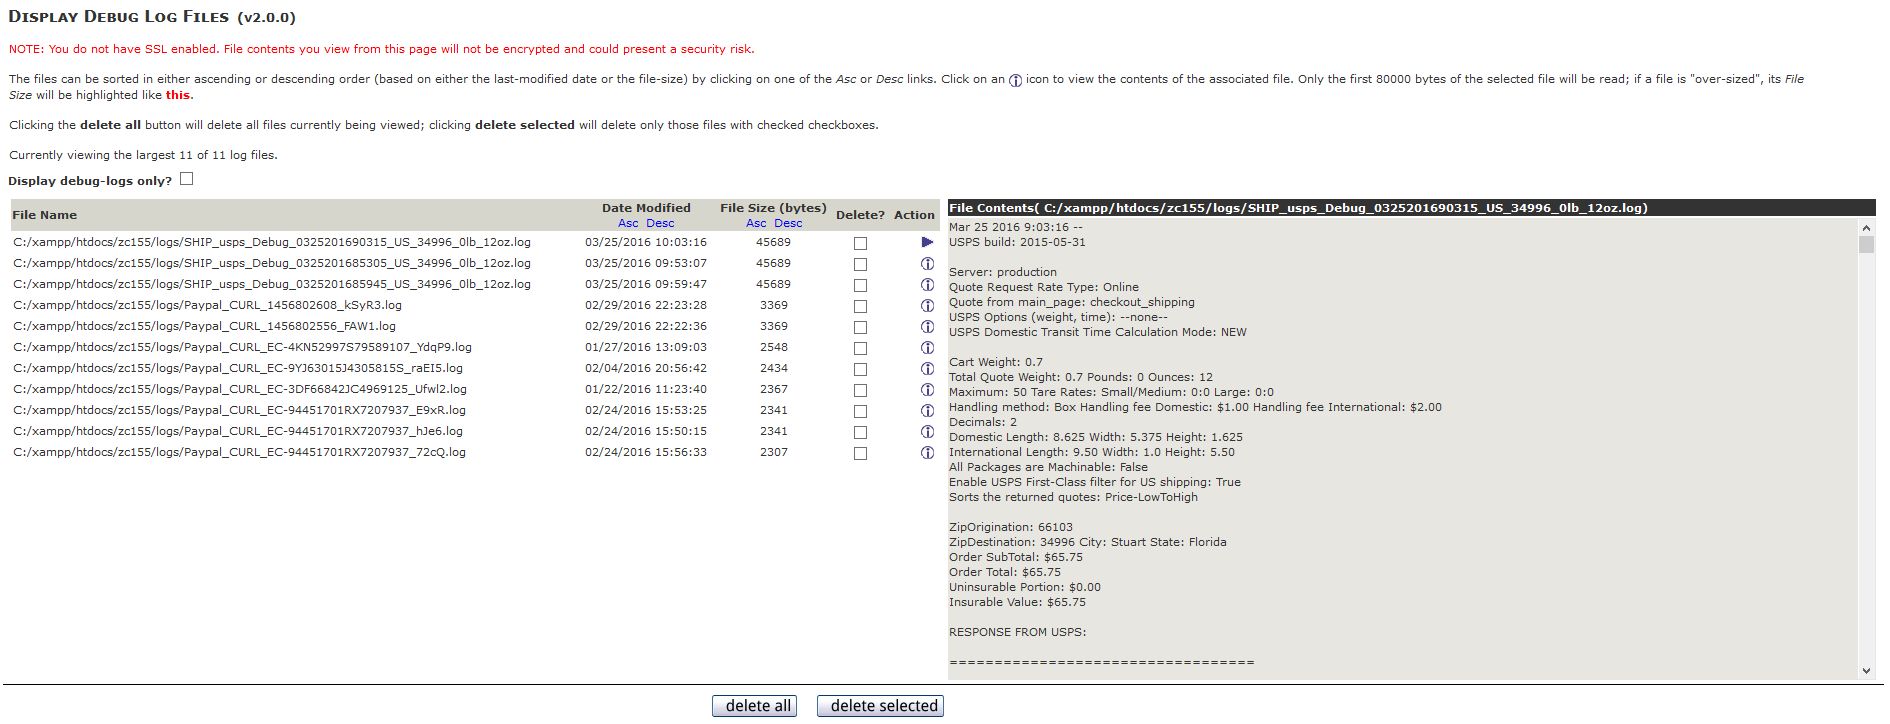 Display Debug Log Files (v2.0.0)
NOTE: You do not have SSL enabled. File contents you view from this page will not be encrypted and could present a security risk.
The files can be sorted in either ascending or descending order (based on either the last-modified date or the file-size) by clicking on one of the Asc or Desc links. Click on an icon to view the contents of the associated file. Only the first 80000 bytes of the selected file will be read; if a file is "over-sized", its File
Size will be highlighted like this.
Clicking the delete all button will delete all files currently being viewed; clicking delete selected will delete only those files with checked checkboxes.
Currently viewing the largest 11 of 11 log files.
Display debug-logs only?
File Name Date Modified File Size (bytes) Delete? Action
Asc Desc Asc Desc
C:/xampp/htdocs/zc155/logs/SHIP_usps_Debug_0325201690315_US_34996_0lb_12oz.log 03/25/2016 10:03:16 45689
C:/xampp/htdocs/zc155/logs/SHIP_usps_Debug_0325201685305_US_34996_0lb_12oz.log 03/25/2016 09:53:07 45689
C:/xampp/htdocs/zc155/logs/SHIP_usps_Debug_0325201685945_US_34996_0lb_12oz.log 03/25/2016 09:59:47 45689
C:/xampp/htdocs/zc155/logs/Paypal_CURL_1456802608_kSyR3.log 02/29/2016 22:23:28 3369
C:/xampp/htdocs/zc155/logs/Paypal_CURL_1456802556_FAW1.log 02/29/2016 22:22:36 3369
C:/xampp/htdocs/zc155/logs/Paypal_CURL_EC-4KN52997S79589107_YdqP9.log 01/27/2016 13:09:03 2548
C:/xampp/htdocs/zc155/logs/Paypal_CURL_EC-9YJ63015J4305815S_raEI5.log 02/04/2016 20:56:42 2434
C:/xampp/htdocs/zc155/logs/Paypal_CURL_EC-3DF66842JC4969125_Ufwl2.log 01/22/2016 11:23:40 2367
C:/xampp/htdocs/zc155/logs/Paypal_CURL_EC-94451701RX7207937_E9xR.log 02/24/2016 15:53:25 2341
C:/xampp/htdocs/zc155/logs/Paypal_CURL_EC-94451701RX7207937_hJe6.log 02/24/2016 15:50:15 2341
C:/xampp/htdocs/zc155/logs/Paypal_CURL_EC-94451701RX7207937_72cQ.log 02/24/2016 15:56:33 2307
File Contents( C:/xampp/htdocs/zc155/logs/SHIP_usps_Debug_0325201690315_US_34996_0lb_12oz.log)
Mar 25 2016 9:03:16 --
USPS build: 2015-05-31
Server: production
Quote Request Rate Type: Online
Quote from main_page: checkout_shipping
USPS Options (weight, time): --none--
USPS Domestic Transit Time Calculation Mode: NEW
Cart Weight: 0.7
Total Quote Weight: 0.7 Pounds: 0 Ounces: 12
Maximum: 50 Tare Rates: Small/Medium: 0:0 Large: 0:0
Handling method: Box Handling fee Domestic: $1.00 Handling fee International: $2.00
Decimals: 2
Domestic Length: 8.625 Width: 5.375 Height: 1.625
International Length: 9.50 Width: 1.0 Height: 5.50
All Packages are Machinable: False
Enable USPS First-Class filter for US shipping: True
Sorts the returned quotes: Price-LowToHigh
ZipOrigination: 66103
ZipDestination: 34996 City: Stuart State: Florida
Order SubTotal: $65.75
Order Total: $65.75
Uninsurable Portion: $0.00
Insurable Value: $65.75
RESPONSE FROM USPS:
==================================
delete all delete selected